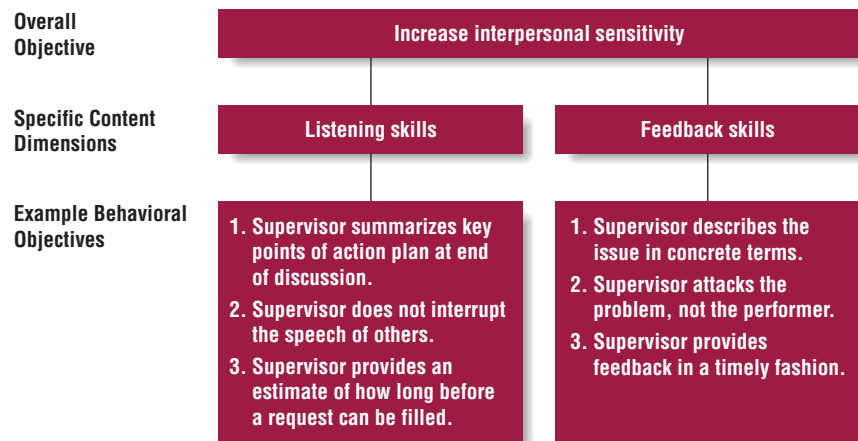 Overall
Objective
Increase interpersonal sensitivity
Specific Content
Dimensions
Listening skills
Feedback skills
Example Behavioral
Objectives
1. Supervisor summarizes key
points of action plan at end
of discussion.
2. Supervisor does not interrupt
the speech of others.
3. Supervisor provides an
estimate of how long before
a request can be filled.
1. Supervisor describes the
issue in concrete terms.
2. Supervisor attacks the
problem, not the performer.
3. Supervisor provides
feedback in a timely fashion.